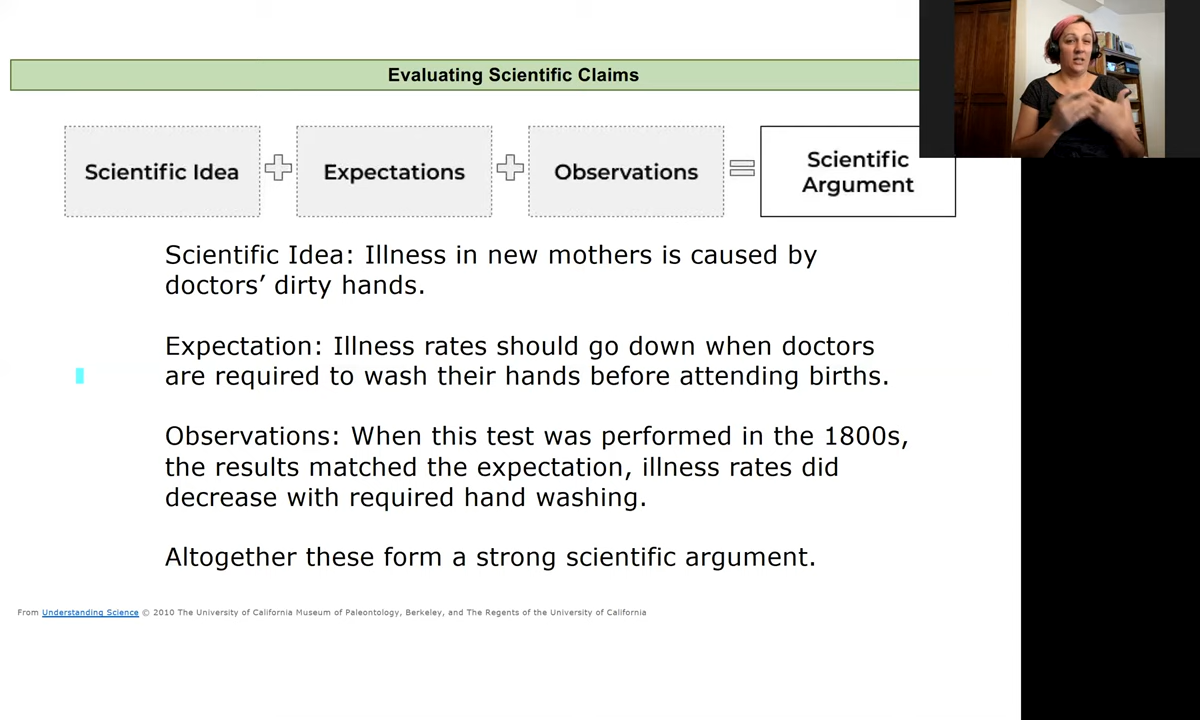 Evaluating Scientific Claims
Scientific Idea
Expectations
Observations
Scientific
Argument
Scientific Idea: Illness in new mothers is caused by
doctors’ dirty hands.
Expectation: Illness rates should go down when doctors
are required to wash their hands before attending births.
Observations: When this test was performed in the 1800s,
the results matched the expectation, illness rates did
decrease with required hand washing.
Altogether these form a strong scientific argument.
From Understanding Science © 2010 The University of California Museum of Paleontology, Berkeley, and The Regents of the University of California